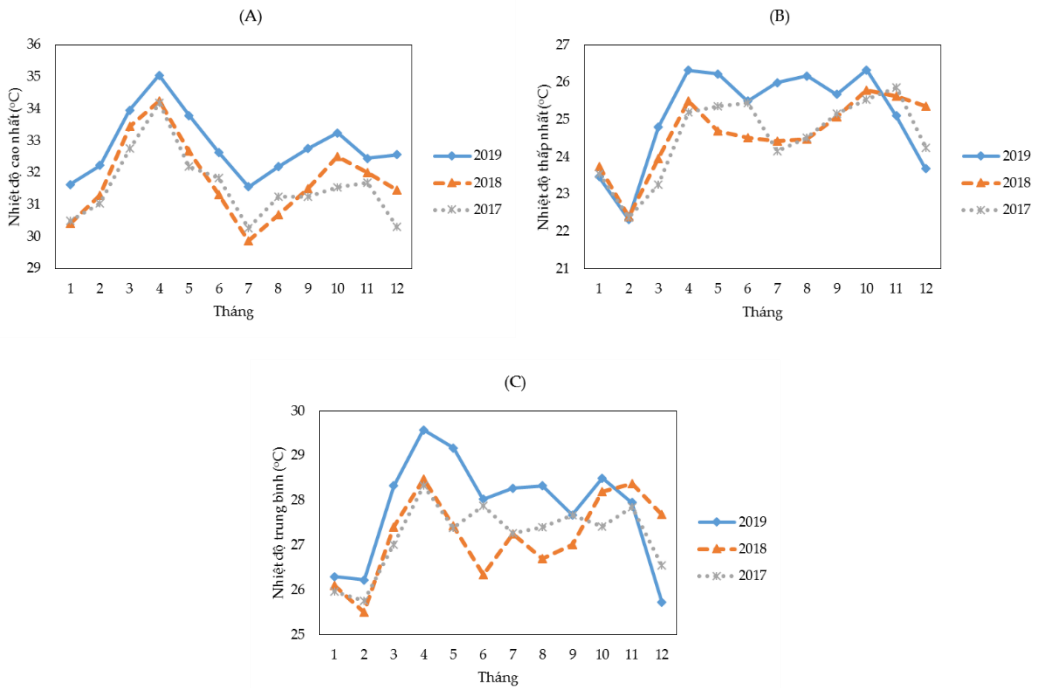 (A)
Nhiệt độ cao nhất (°C)
36
35
34
33
32
31
30
29
1 2 3 4 5 6 7 8 9 10 11 12
Tháng
2019
2018
2017
(B)
Nhiệt độ thấp nhất (°C)
27
26
25
24
23
22
21
1 2 3 4 5 6 7 8 9 10 11 12
Tháng
2019
2018
2017
(C)
Nhiệt độ trung bình (°C)
30
29
28
27
26
25
1 2 3 4 5 6 7 8 9 10 11 12
Tháng
2019
2018
2017